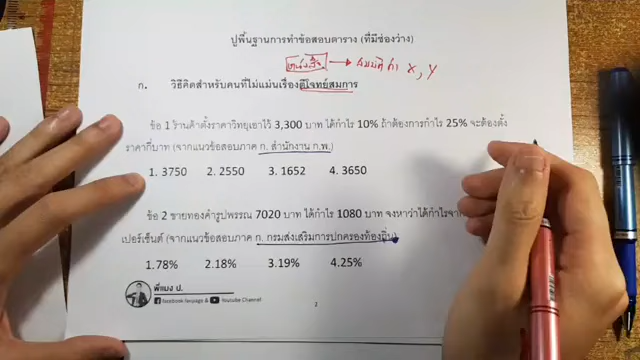 ปูพื้นฐานการทำข้อสอบตาราง (ที่มีช่องว่าง)
สมมติ ค่า X, Y
ก. วิธีคิดสำหรับคนที่ไม่แม่นเรื่องตีโจทย์สมการ
ข้อ 1 ร้านค้าตั้งราคาวิทยุเอาไว้ 3,300 บาท ได้กำไร 10% ถ้าต้องการกำไร 25% จะต้องตั้ง
ราคากี่บาท (จากแนวข้อสอบภาค ก. สำนักงาน ก.พ.)
1. 3750 2. 2550 3. 1652 4. 3650
ข้อ 2 ขายทองคำรูปพรรณ 7020 บาท ได้กำไร 1080 บาท จงหาว่าได้กำไร
เปอร์เซ็นต์ (จากแนวข้อสอบภาค ก. กรมส่งเสริมการปกครองท้องถิ่น)
1.78% 2.18% 3.19% 4.25%
พี่แมง ป.
facebook fanpage & Youtube Channel